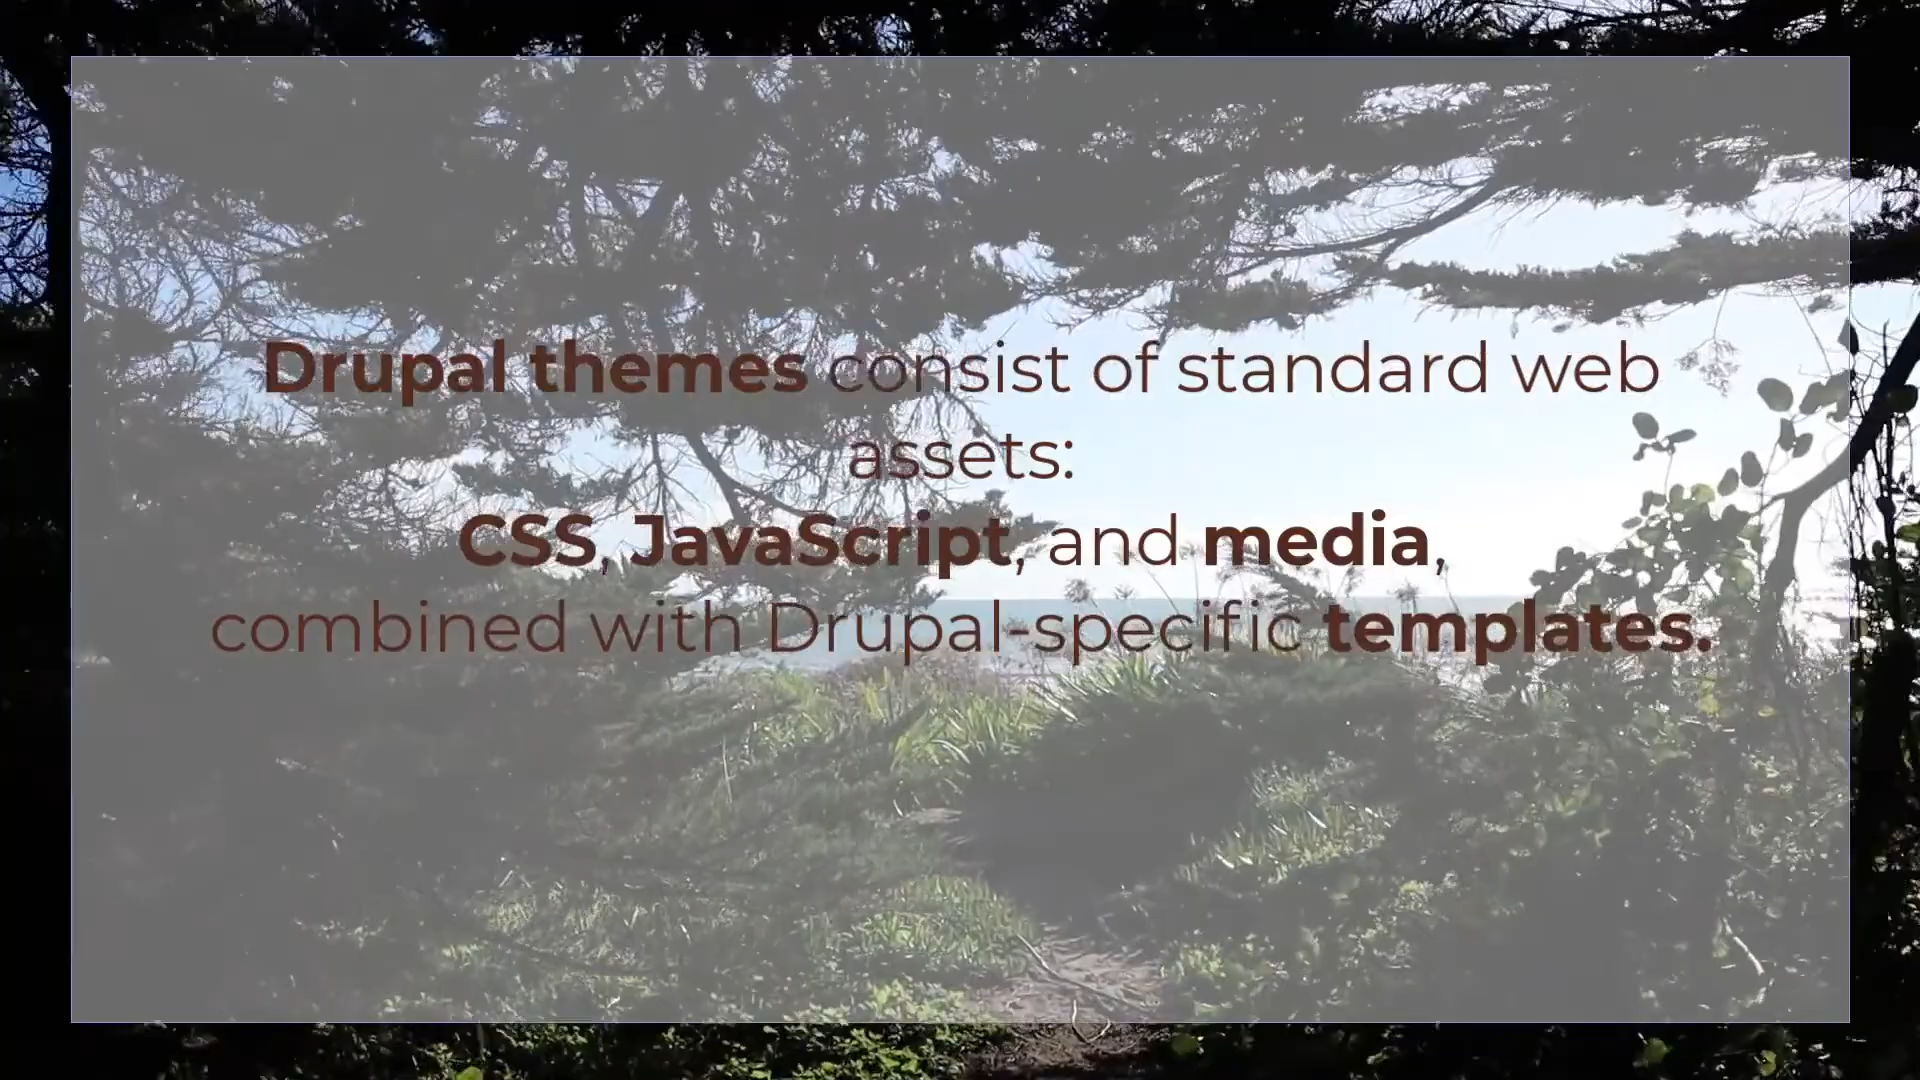 Drupal themes consist of standard web
assets:
CSS, JavaScript, and media,
combined with Drupal-specific templates.